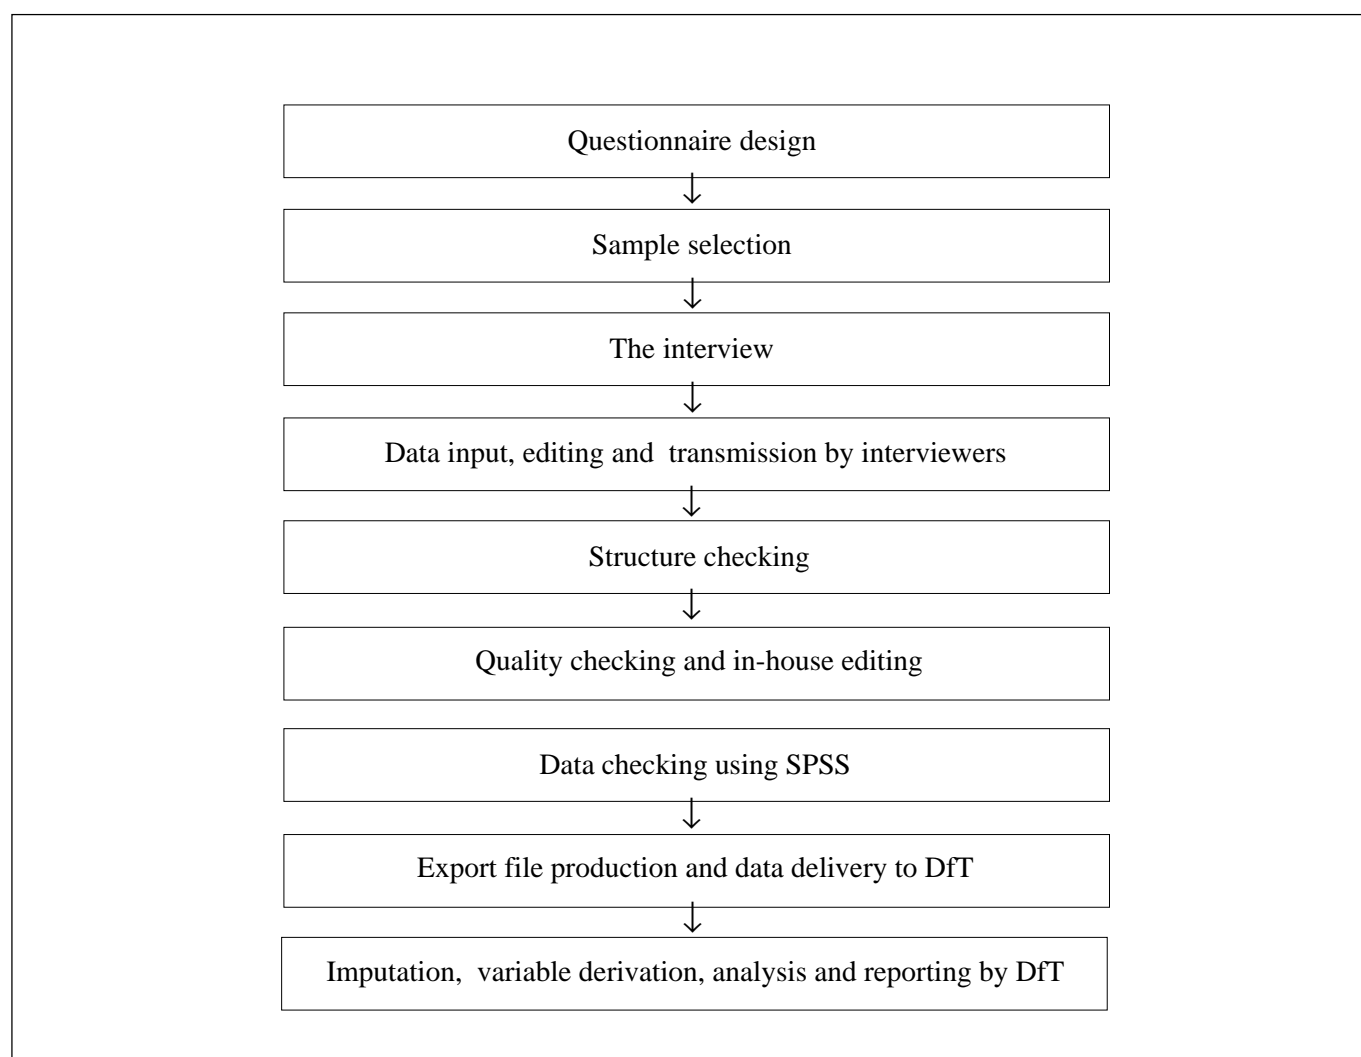 Questionnaire design
Sample selection
The interview
Data input, editing and  transmission by interviewers
Structure checking
Quality checking and in-house editing
Data checking using SPSS
Export file production and data delivery to DfT
Imputation,  variable derivation, analysis and reporting by DfT